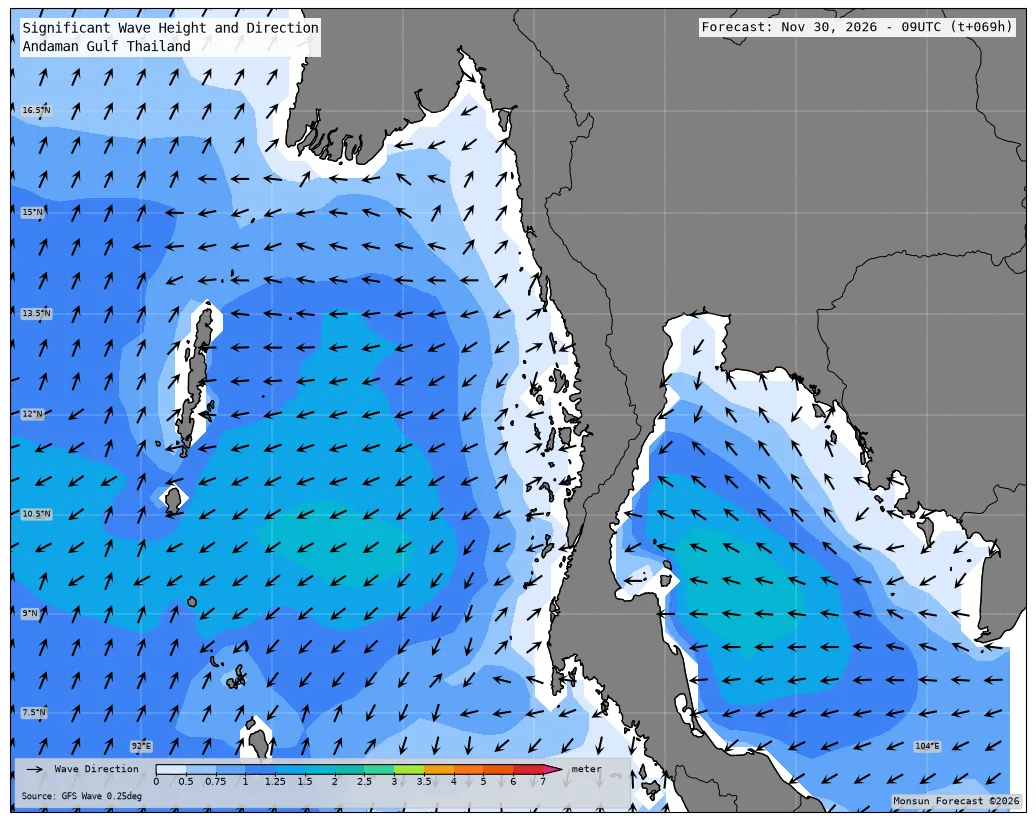 Significant Wave Height and Direction
Andaman Gulf Thailand
Forecast: Nov 30, 2026 - 09UTC (t+069h)
16.5°N
15°N
13.5°N
12°N
10.5°N
9°N
7.5°N
92°E
104°E
Wave Direction
meter
0 0.5 0.75 1 1.25 1.5 2 2.5 3 3.5 4 5 6 7
Source: GFS Wave 0.25deg
Monsun Forecast ©2026